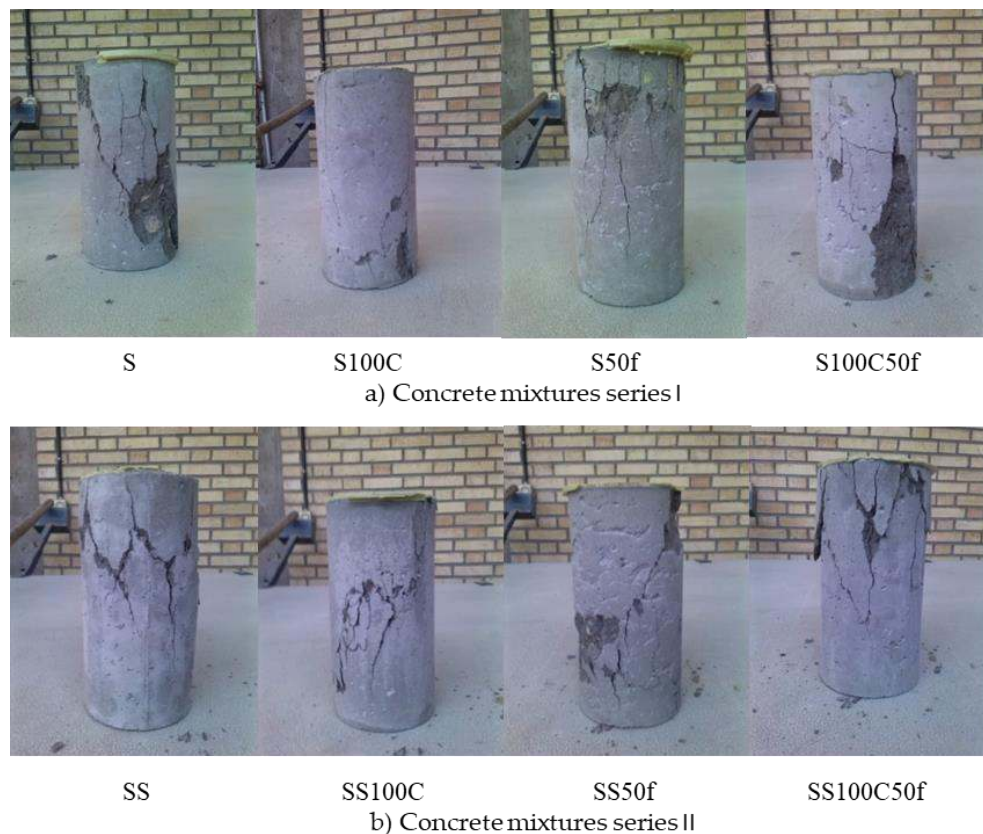 S S100C S50f S100C50f
a) Concrete mixtures series I
SS SS100C SS50f SS100C50f
b) Concrete mixtures series II